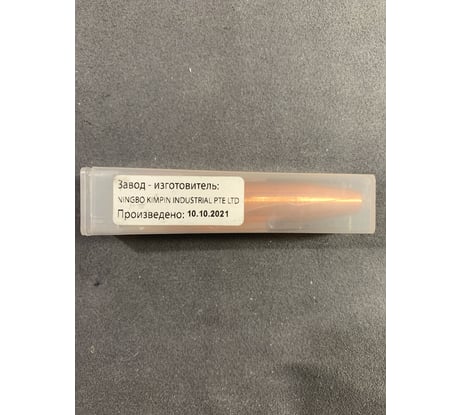 Завод - изготовитель:
NINGBO KIMPIN INDUSTRIAL PTE LTD
Произведено: 10.10.2021